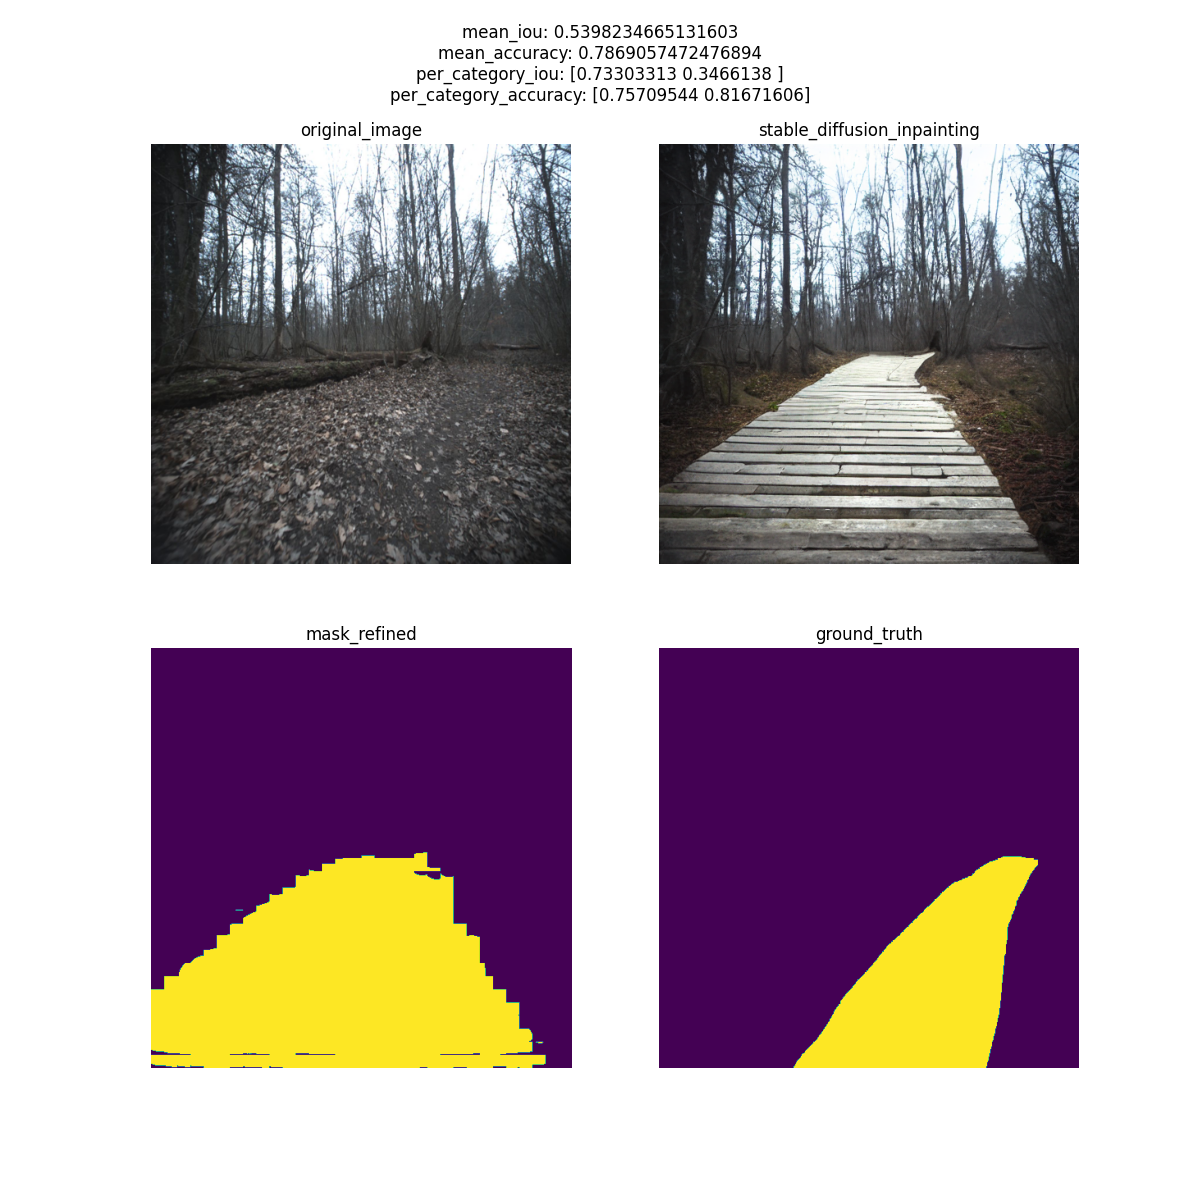 mean_iou: 0.5398234665131603
mean_accuracy: 0.7869057472476894
per_category_iou: [0.73303313 0.3466138 ]
per_category_accuracy: [0.75709544 0.81671606]
original_image
stable_diffusion_inpainting
mask_refined
ground_truth